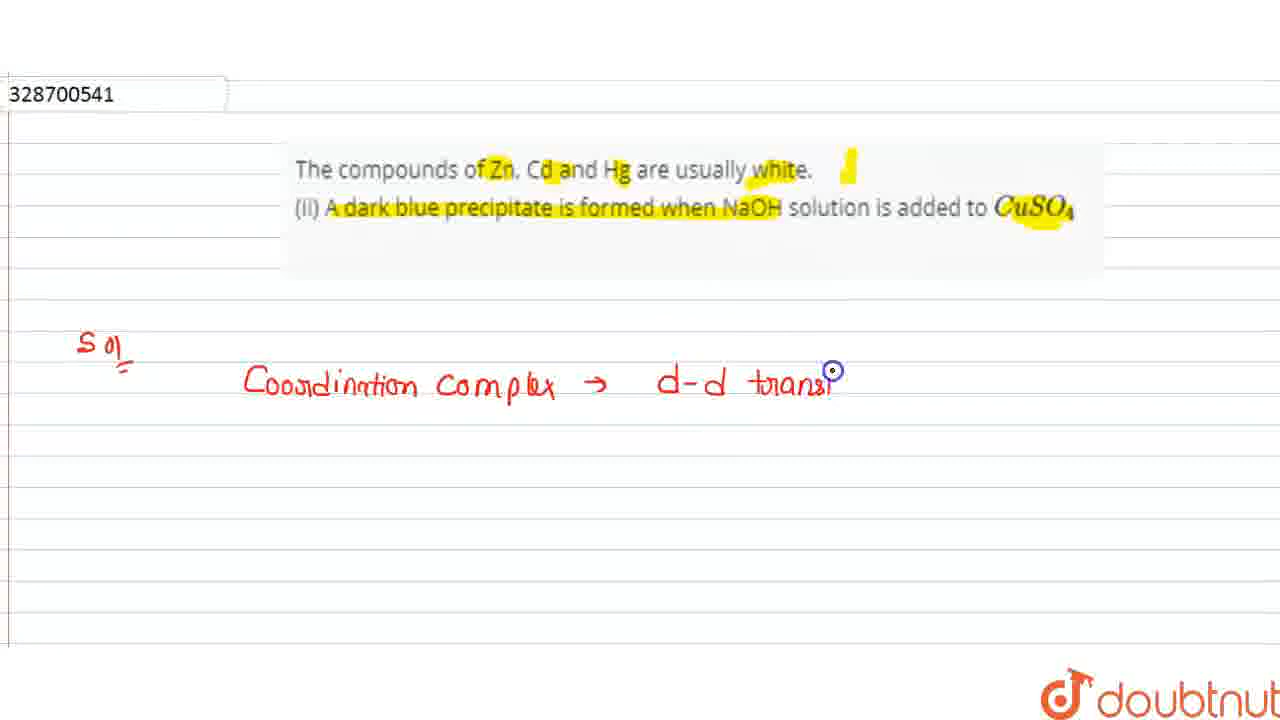 328700541
The compounds of Zn, Cd and Hg are usually white.
(ii) A dark blue precipitate is formed when NaOH solution is added to CuSO₄
Sol
Coordination complex → d-d transi
doubtnut